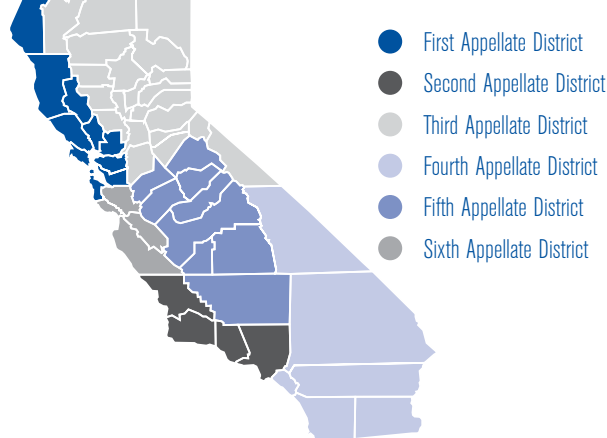 First Appellate District
Second Appellate District
Third Appellate District
Fourth Appellate District
Fifth Appellate District
Sixth Appellate District